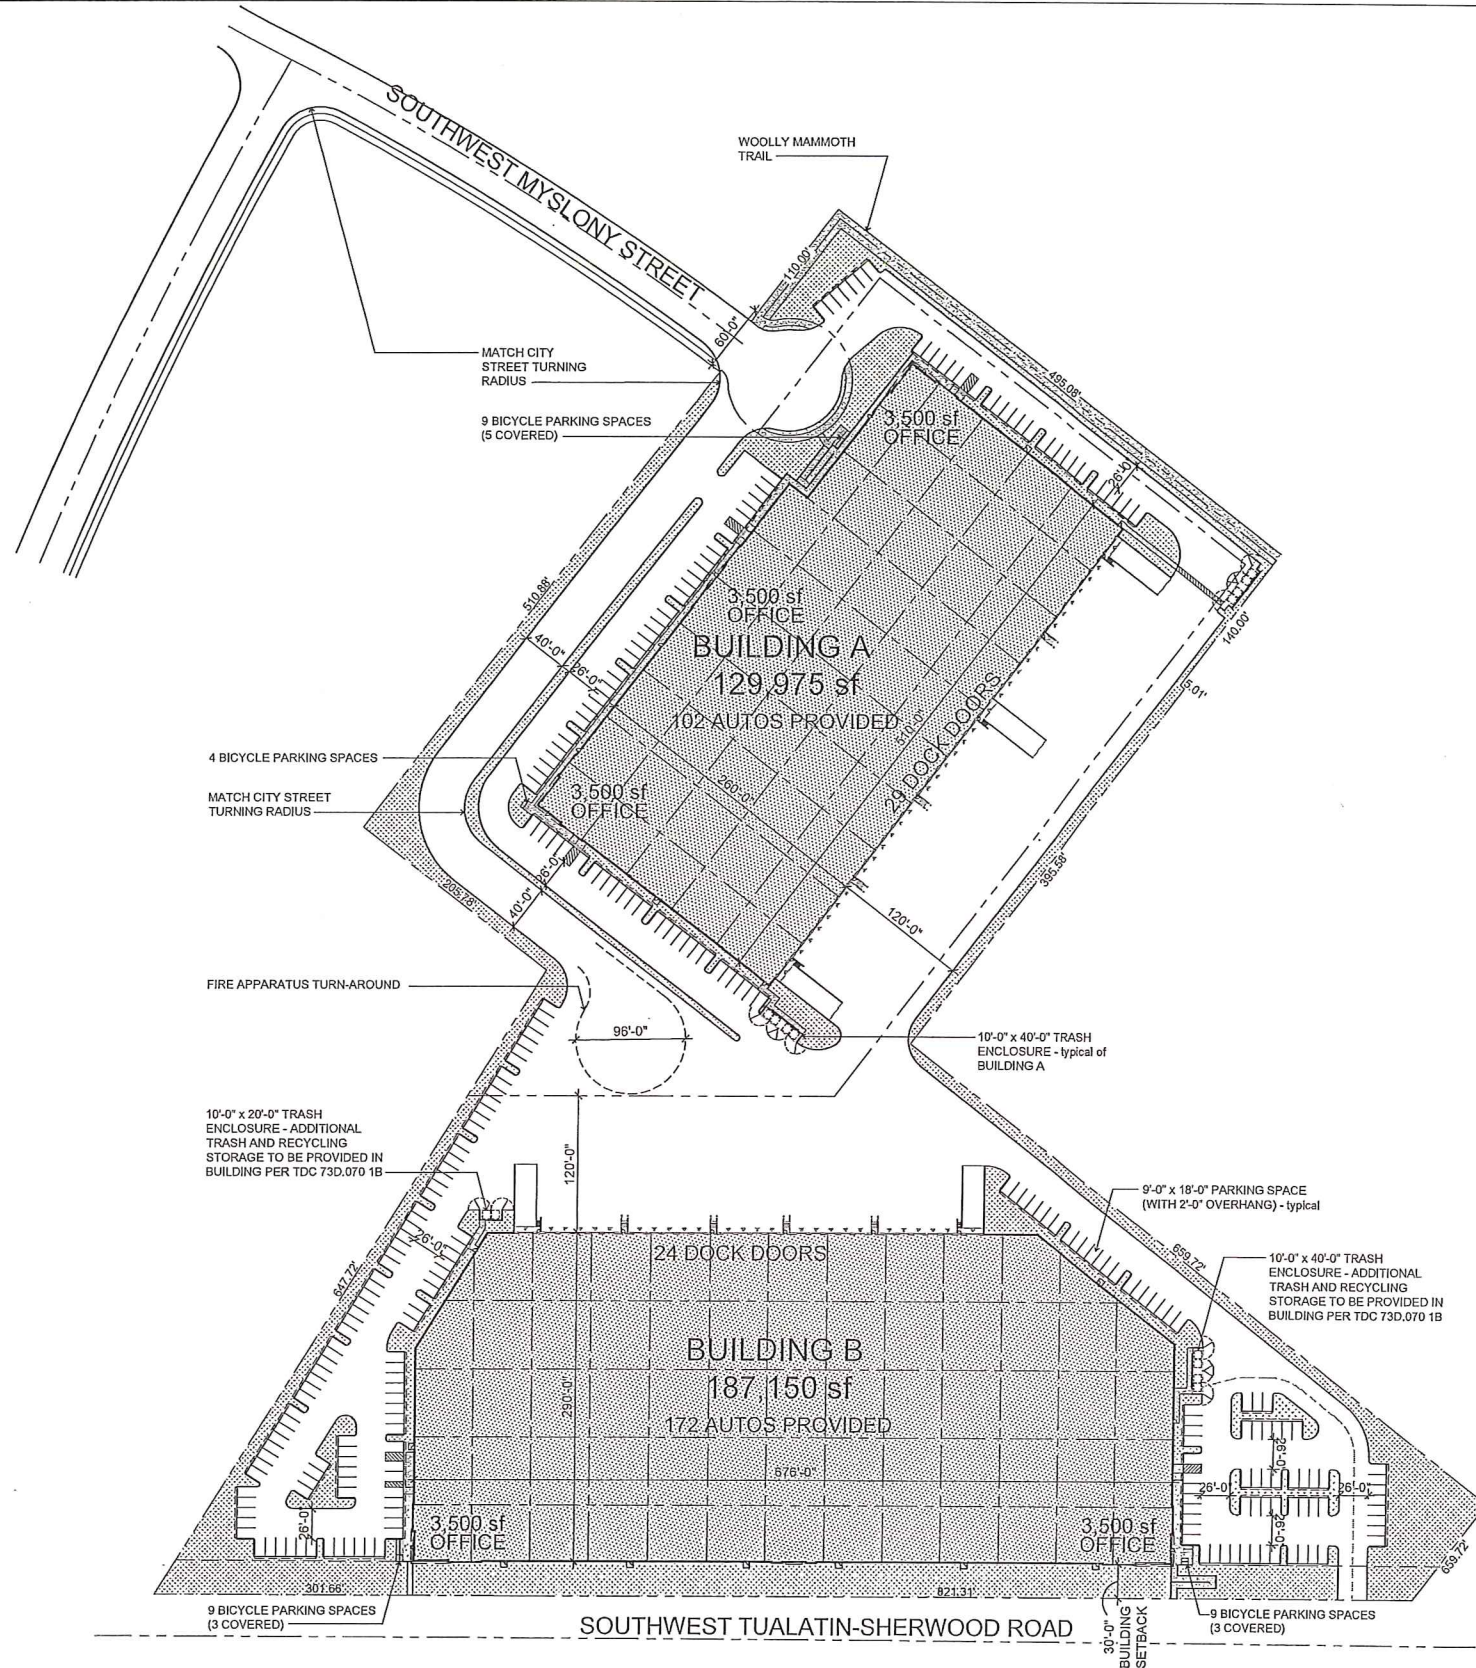 SOUTHWEST MYSLONY STREET
WOOLLY MAMMOTH
TRAIL
110.00'
60'-0"
MATCH CITY
STREET TURNING
RADIUS
495.08'
9 BICYCLE PARKING SPACES
(5 COVERED)
3,500 sf
OFFICE
26'-0"
510.88'
3,500 sf
OFFICE
140.00'
40'-0"
26'-0"
BUILDING A
129,975 sf
5.01'
102 AUTOS PROVIDED
510'-0"
29 DOCK DOORS
4 BICYCLE PARKING SPACES
260'-0"
MATCH CITY STREET
TURNING RADIUS
3,500 sf
OFFICE
26'-0"
395.58'
205.78'
40'-0"
120'-0"
FIRE APPARATUS TURN-AROUND
96'-0"
10'-0" x 40'-0" TRASH
ENCLOSURE - typical of
BUILDING A
10'-0" x 20'-0" TRASH
ENCLOSURE - ADDITIONAL
TRASH AND RECYCLING
STORAGE TO BE PROVIDED IN
BUILDING PER TDC 73D.070 1B
120'-0"
9'-0" x 18'-0" PARKING SPACE
(WITH 2'-0" OVERHANG) - typical
26'-0"
24 DOCK DOORS
659.72'
10'-0" x 40'-0" TRASH
ENCLOSURE - ADDITIONAL
TRASH AND RECYCLING
STORAGE TO BE PROVIDED IN
BUILDING PER TDC 73D.070 1B
647.72'
BUILDING B
187,150 sf
290'-0"
172 AUTOS PROVIDED
676'-0"
26'-0"
26'-0"
26'-0"
26'-0"
26'-0"
3,500 sf
OFFICE
3,500 sf
OFFICE
659.72'
301.66'
821.31'
9 BICYCLE PARKING SPACES
(3 COVERED)
SOUTHWEST TUALATIN-SHERWOOD ROAD
30'-0"
BUILDING
SETBACK
9 BICYCLE PARKING SPACES
(3 COVERED)